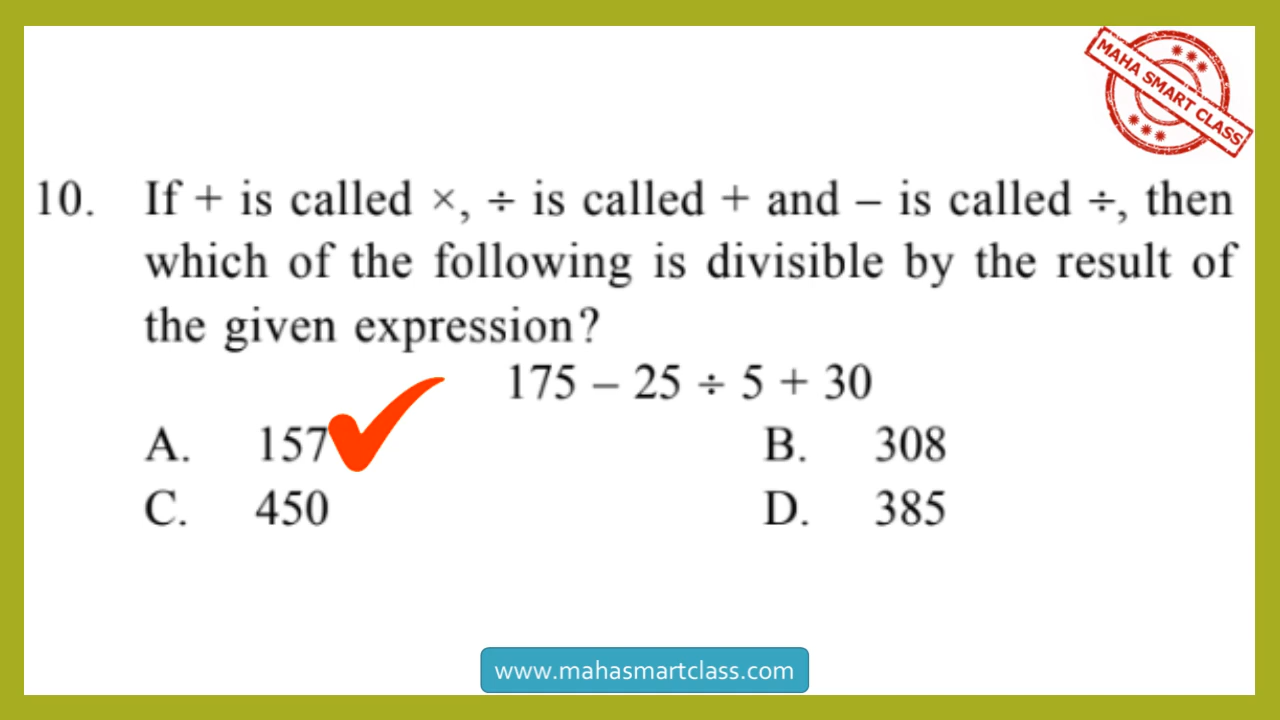 MAHA SMART CLASS
10. If + is called ×, ÷ is called + and – is called ÷, then
which of the following is divisible by the result of
the given expression?
175 – 25 ÷ 5 + 30
A. 157 B. 308
C. 450 D. 385
www.mahasmartclass.com